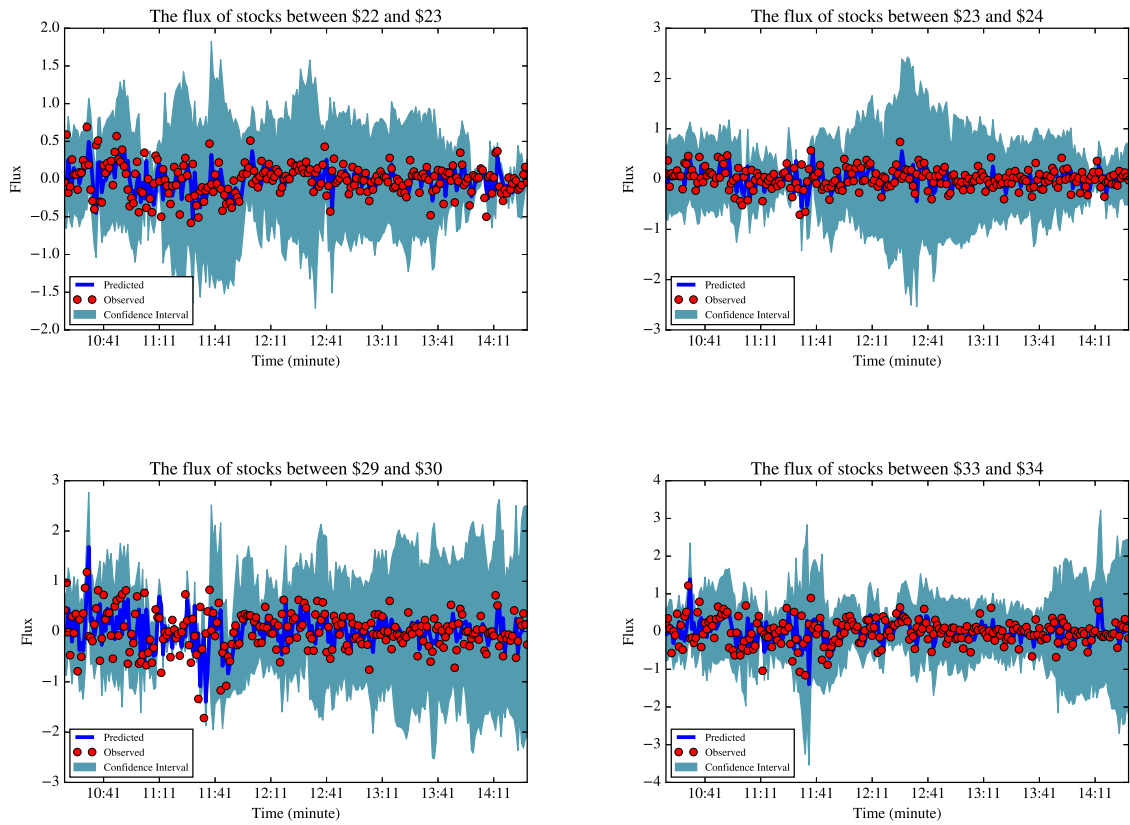 The flux of stocks between $22 and $23
2.0
1.5
1.0
0.5
0.0
−0.5
−1.0
−1.5
−2.0
Flux
Predicted
Observed
Confidence Interval
10:41 11:11 11:41 12:11 12:41 13:11 13:41 14:11
Time (minute)
The flux of stocks between $23 and $24
3
2
1
0
−1
−2
−3
Flux
Predicted
Observed
Confidence Interval
10:41 11:11 11:41 12:11 12:41 13:11 13:41 14:11
Time (minute)
The flux of stocks between $29 and $30
3
2
1
0
−1
−2
−3
Flux
Predicted
Observed
Confidence Interval
10:41 11:11 11:41 12:11 12:41 13:11 13:41 14:11
Time (minute)
The flux of stocks between $33 and $34
4
3
2
1
0
−1
−2
−3
−4
Flux
Predicted
Observed
Confidence Interval
10:41 11:11 11:41 12:11 12:41 13:11 13:41 14:11
Time (minute)